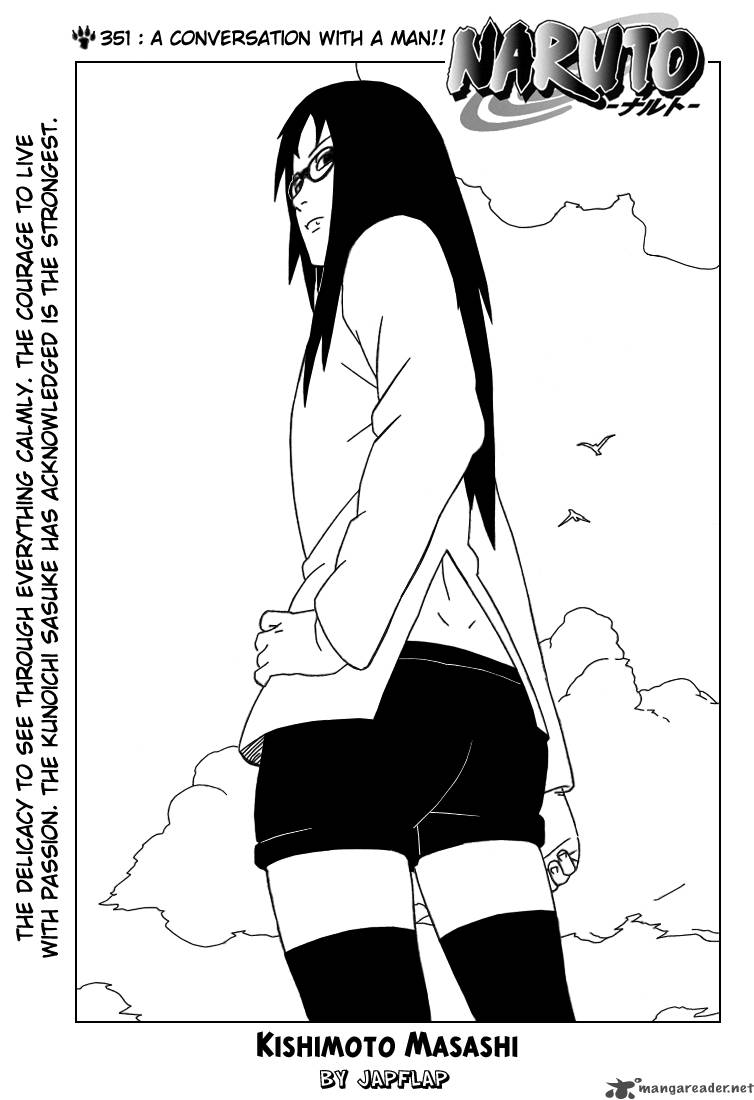 351 : A CONVERSATION WITH A MAN!!
NARUTO
-ナルト-
THE DELICACY TO SEE THROUGH EVERYTHING CALMLY. THE COURAGE TO LIVE
WITH PASSION. THE KUNOICHI SASUKE HAS ACKNOWLEDGED IS THE STRONGEST.
KISHIMOTO MASASHI
BY JAPFLAP
mangareader.net